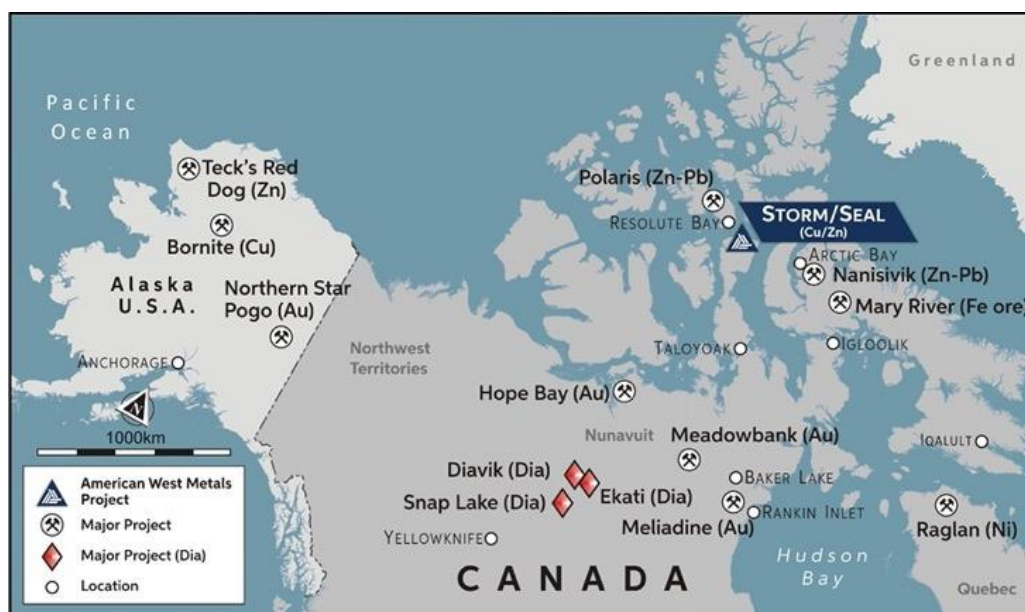 Greenland
Pacific
Ocean
Teck's Red
Dog (Zn)
Polaris (Zn-Pb)
RESOLUTE BAY
STORM/SEAL
(Cu/Zn)
Bornite (Cu)
ARCTIC BAY
Nanisivik (Zn-Pb)
Alaska
U.S.A.
Northern Star
Pogo (Au)
Mary River (Fe ore)
ANCHORAGE
Northwest
Territories
TALOYOAK
IGLOOLIK
Hope Bay (Au)
N
1000km
Nunavuit
Meadowbank (Au)
IQALULT
American West Metals
Project
Major Project
Major Project (Dia)
Location
Diavik (Dia)
Ekati (Dia)
Snap Lake (Dia)
BAKER LAKE
Meliadine (Au)
RANKIN INLET
Raglan (Ni)
YELLOWKNIFE
CANADA
Hudson
Bay
Quebec